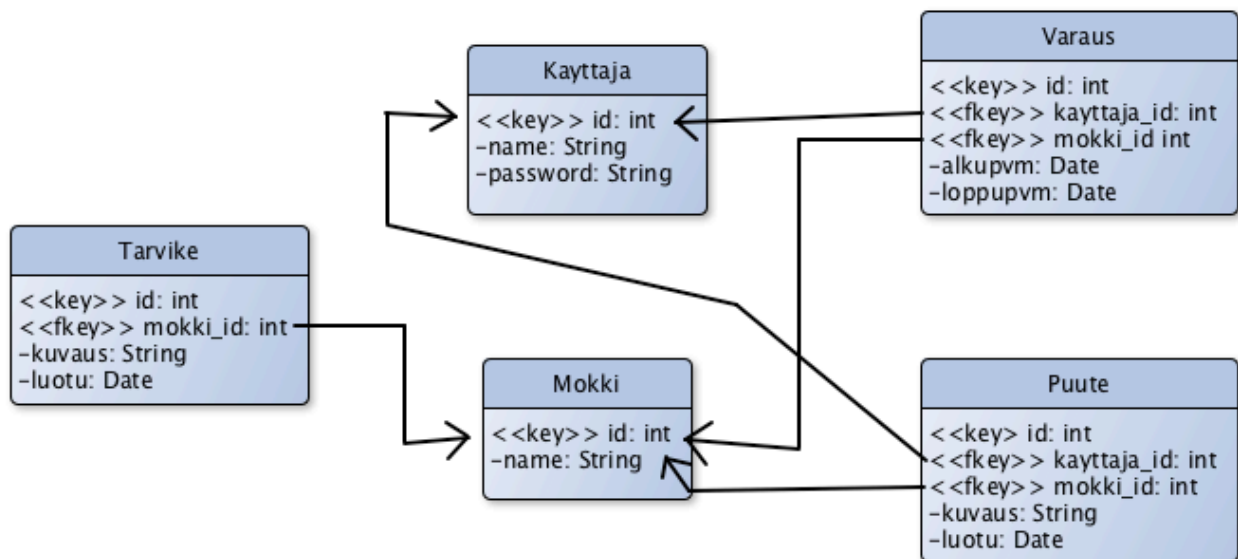 Kayttaja
<<key>> id: int
-name: String
-password: String
Varaus
<<key>> id: int
<<fkey>> kayttaja_id: int
<<fkey>> mokki_id int
-alkupvm: Date
-loppupvm: Date
Tarvike
<<key>> id: int
<<fkey>> mokki_id: int
-kuvaus: String
-luotu: Date
Mokki
<<key>> id: int
-name: String
Puute
<<key> id: int
<<fkey>> kayttaja_id: int
<<fkey>> mokki_id: int
-kuvaus: String
-luotu: Date